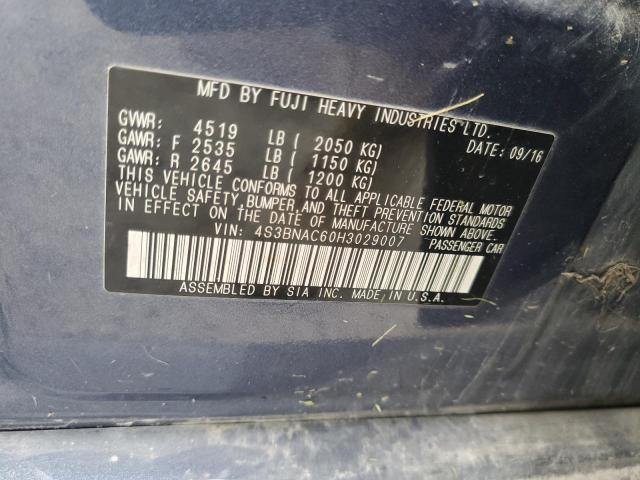 MFD BY FUJI HEAVY INDUSTRIES LTD.
GVWR: 4519 LB ( 2050 KG) DATE: 09/16
GAWR: F 2535 LB ( 1150 KG)
GAWR: R 2645 LB ( 1200 KG)
THIS VEHICLE CONFORMS TO ALL APPLICABLE FEDERAL MOTOR
VEHICLE SAFETY, BUMPER, AND THEFT PREVENTION STANDARDS
IN EFFECT ON THE DATE OF MANUFACTURE SHOWN ABOVE.
VIN: 4S3BNAC60H3029007 PASSENGER CAR
ASSEMBLED BY SIA INC. MADE IN U.S.A.